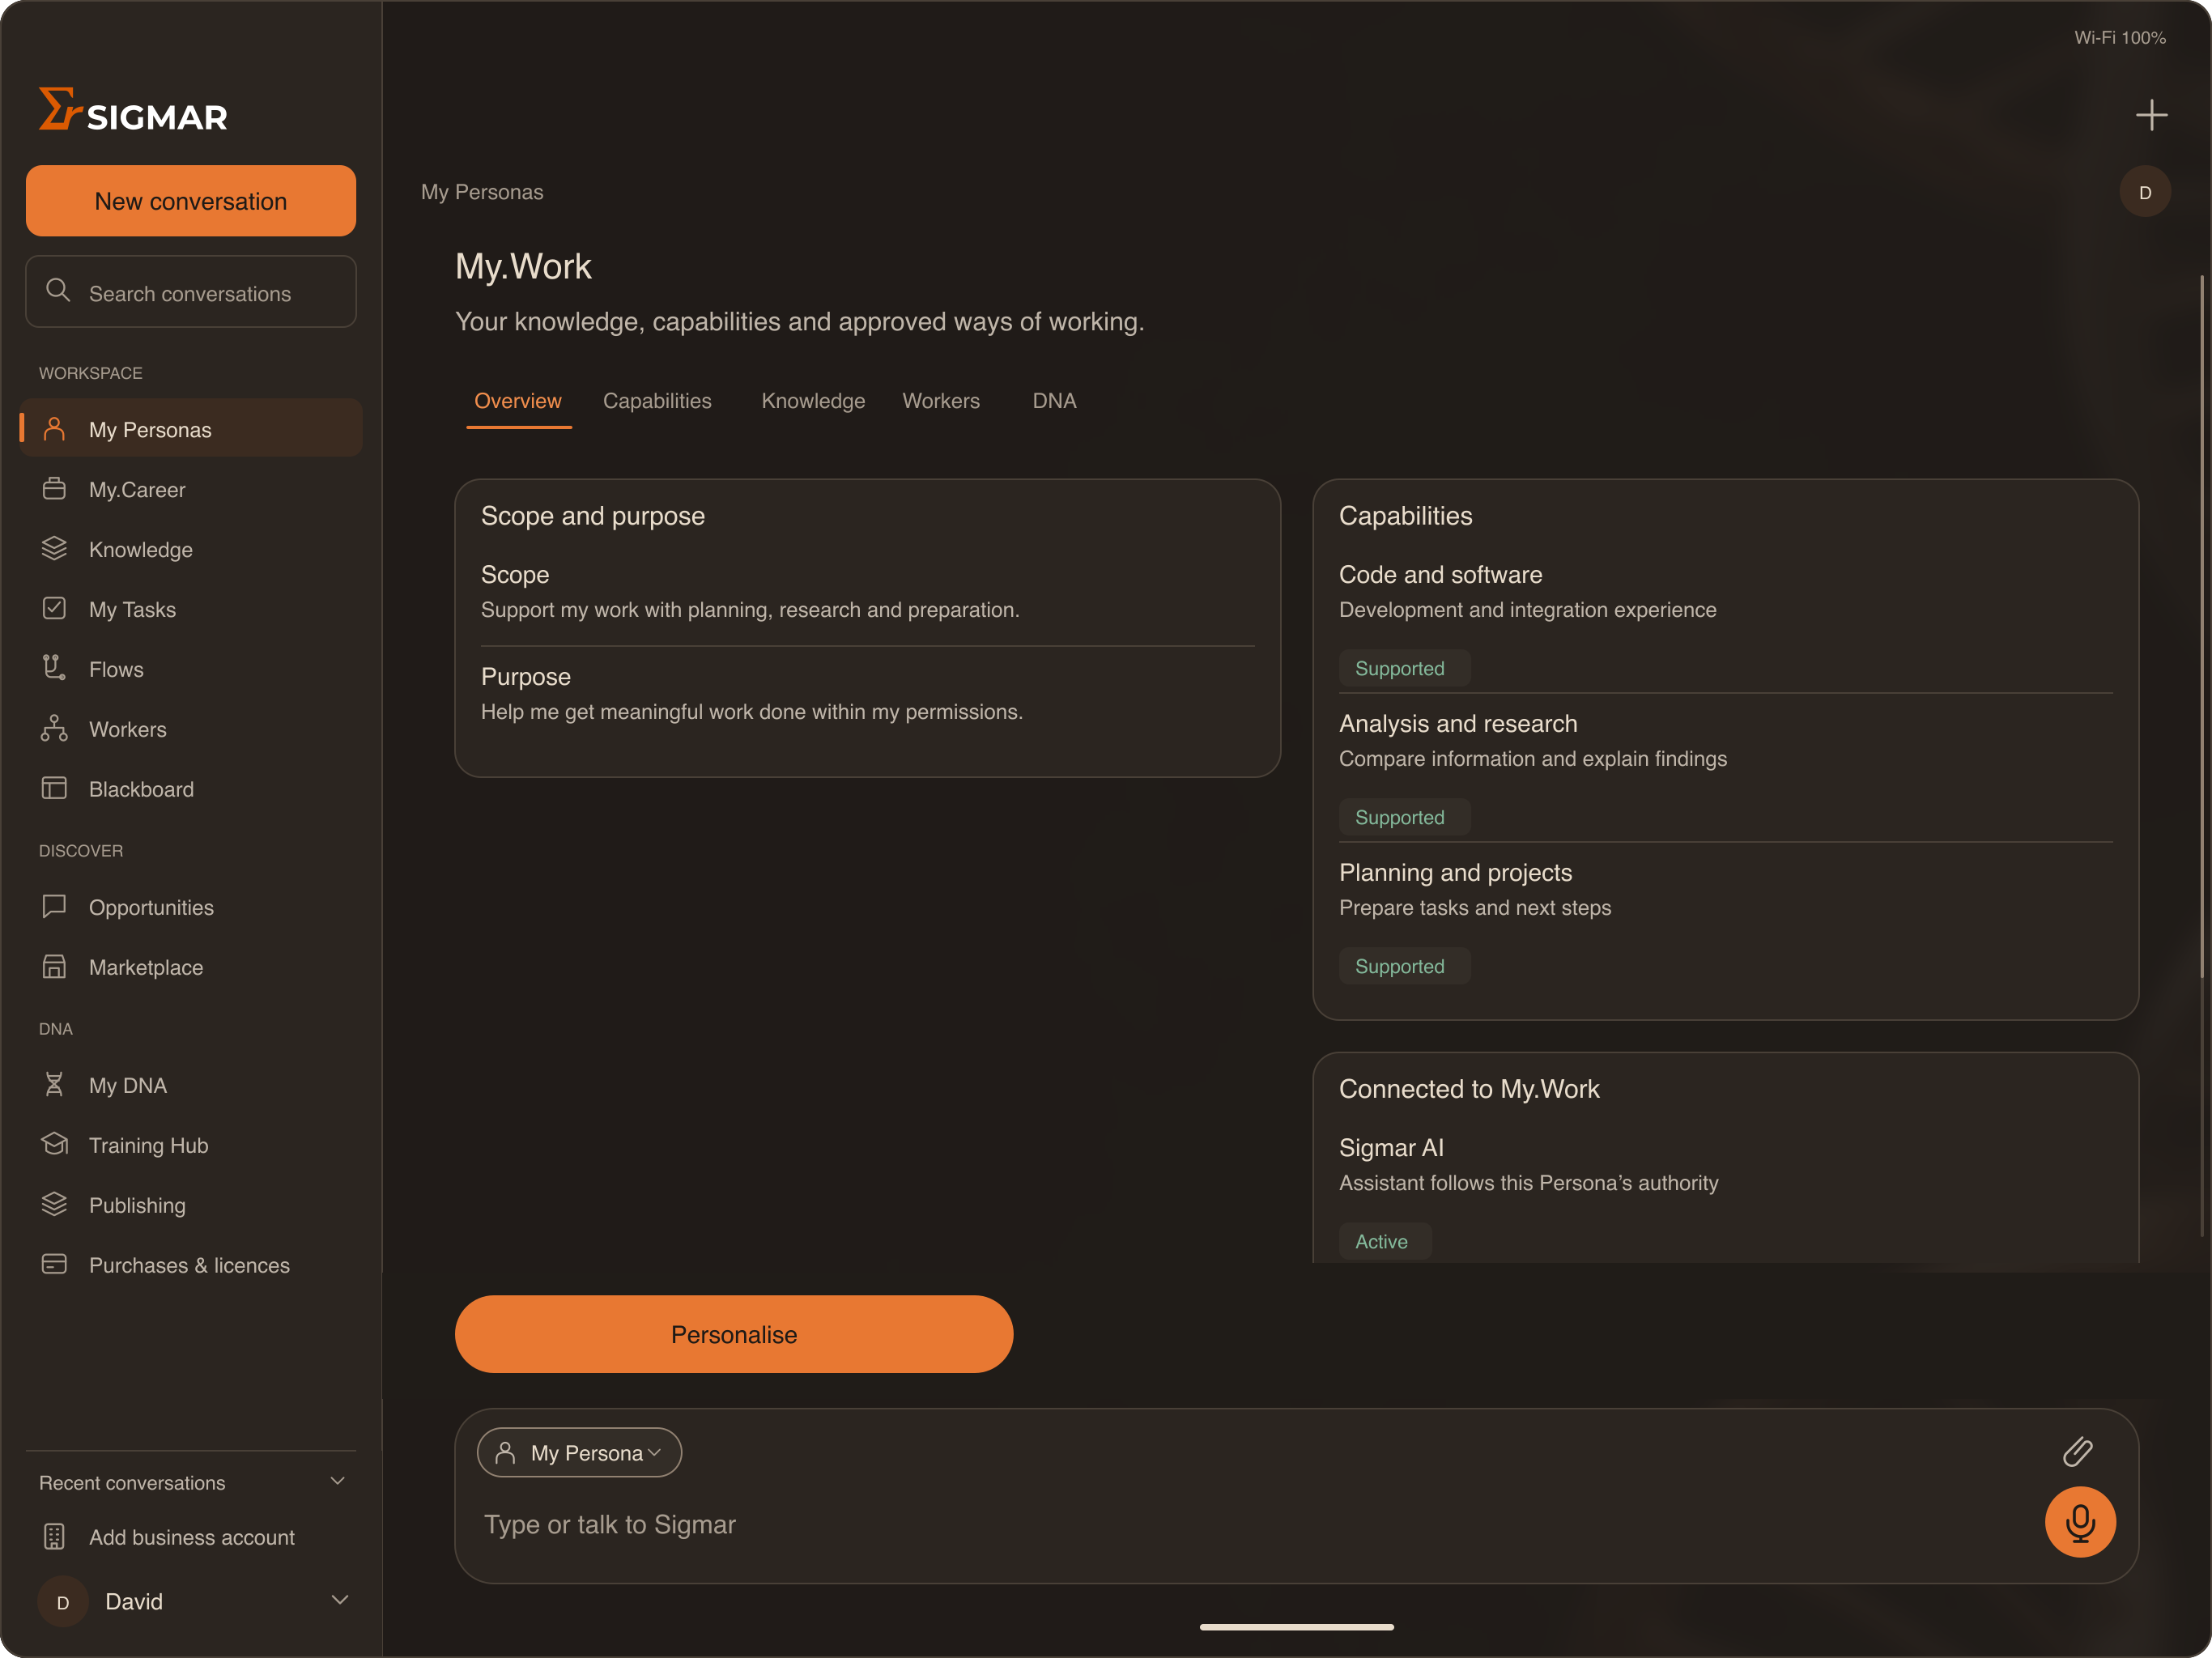 Wi-Fi 100%
Σr SIGMAR
New conversation
Search conversations
WORKSPACE
My Personas
My.Career
Knowledge
My Tasks
Flows
Workers
Blackboard
DISCOVER
Opportunities
Marketplace
DNA
My DNA
Training Hub
Publishing
Purchases & licences
Recent conversations
Add business account
D
David
My Personas
D
My.Work
Your knowledge, capabilities and approved ways of working.
Overview Capabilities Knowledge Workers DNA
Scope and purpose
Scope
Support my work with planning, research and preparation.
Purpose
Help me get meaningful work done within my permissions.
Capabilities
Code and software
Development and integration experience
Supported
Analysis and research
Compare information and explain findings
Supported
Planning and projects
Prepare tasks and next steps
Supported
Connected to My.Work
Sigmar AI
Assistant follows this Persona’s authority
Active
Personalise
My Persona
Type or talk to Sigmar